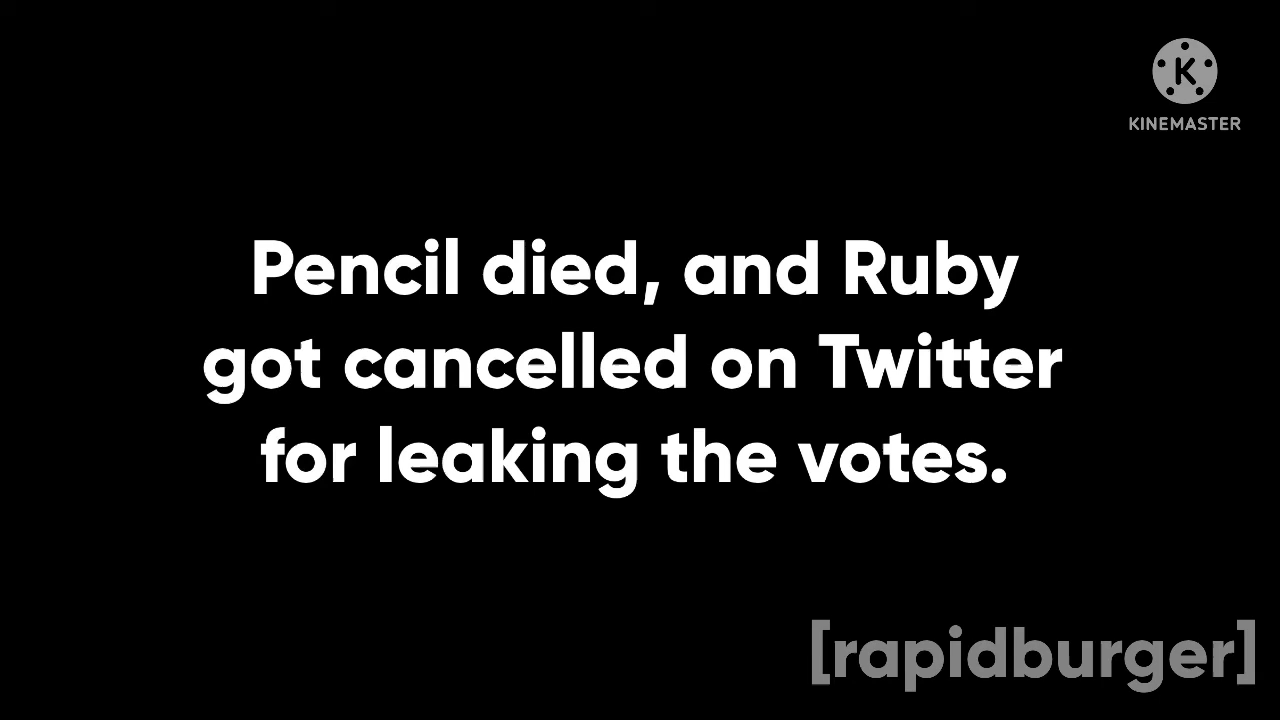 K
KINEMASTER
Pencil died, and Ruby
got cancelled on Twitter
for leaking the votes.
[rapidburger]